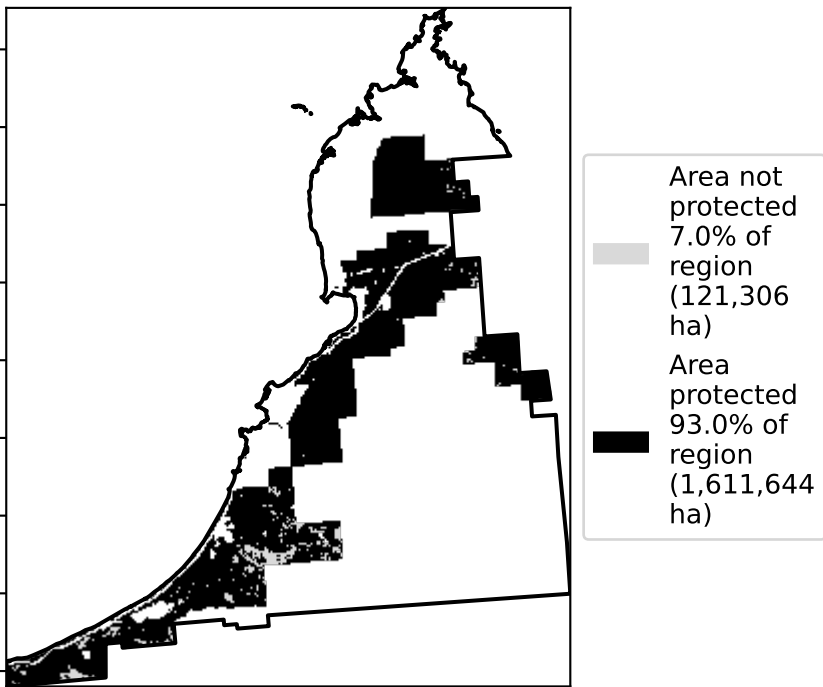 Area not
protected
7.0% of
region
(121,306
ha)
Area
protected
93.0% of
region
(1,611,644
ha)